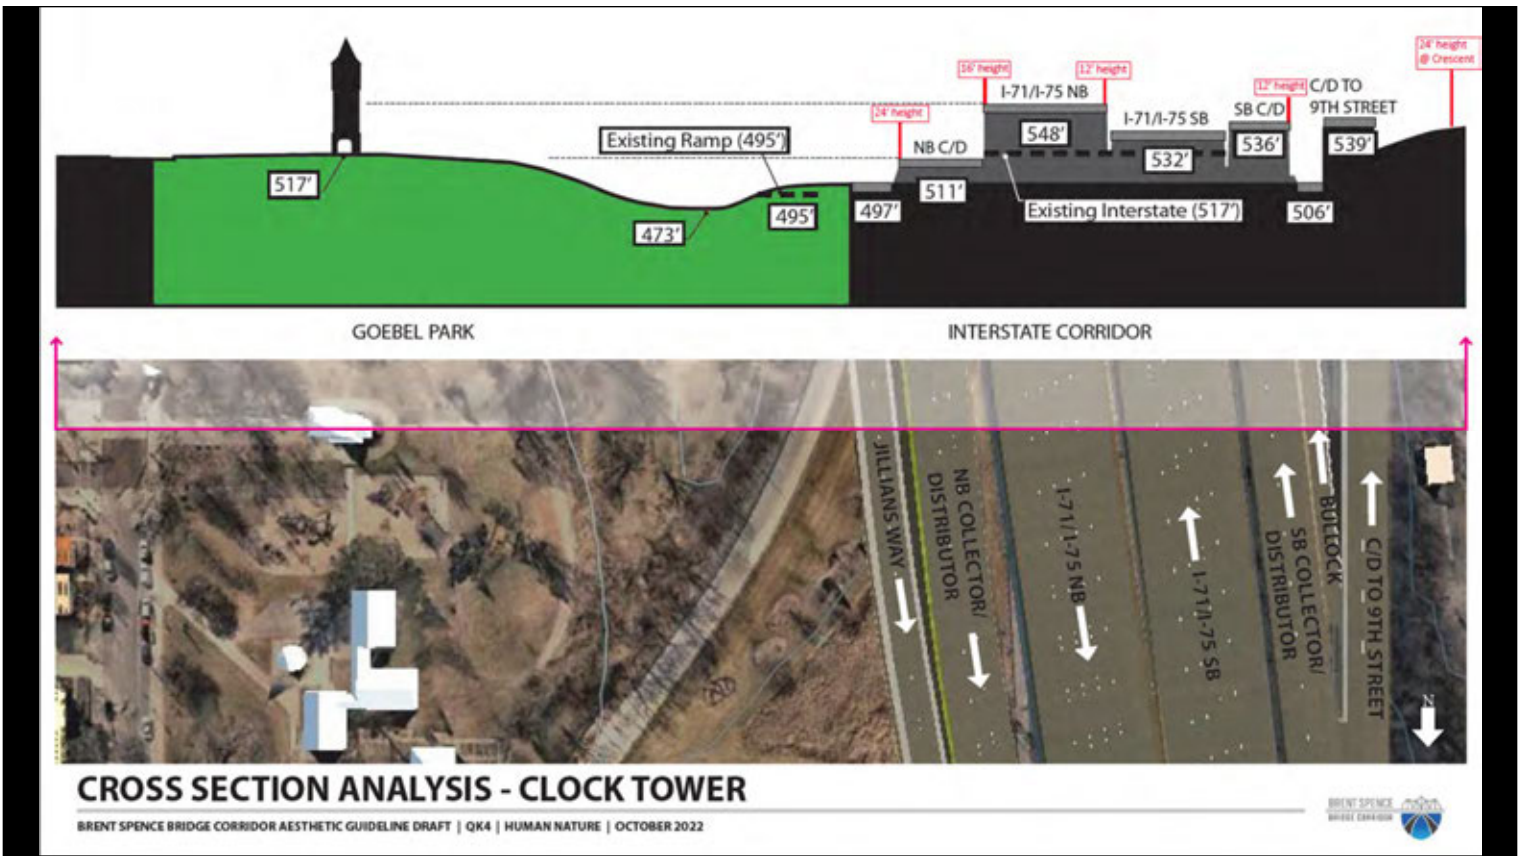 24' height
@ Crescent
16' height
12' height
I-71/I-75 NB
12' height
C/D TO
9TH STREET
24' height
SB C/D
I-71/I-75 SB
Existing Ramp (495')
NB C/D
548'
532'
536'
539'
517'
511'
473'
495'
497'
Existing Interstate (517')
506'
GOEBEL PARK
INTERSTATE CORRIDOR
JILLIANS WAY
NB COLLECTOR/
DISTRIBUTOR
I-71/I-75 NB
I-71/I-75 SB
SB COLLECTOR/
DISTRIBUTOR
BULLOCK
C/D TO 9TH STREET
N
CROSS SECTION ANALYSIS - CLOCK TOWER
BRENT SPENCE BRIDGE CORRIDOR AESTHETIC GUIDELINE DRAFT | QK4 | HUMAN NATURE | OCTOBER 2022
BRENT SPENCE
BRIDGE CORRIDOR